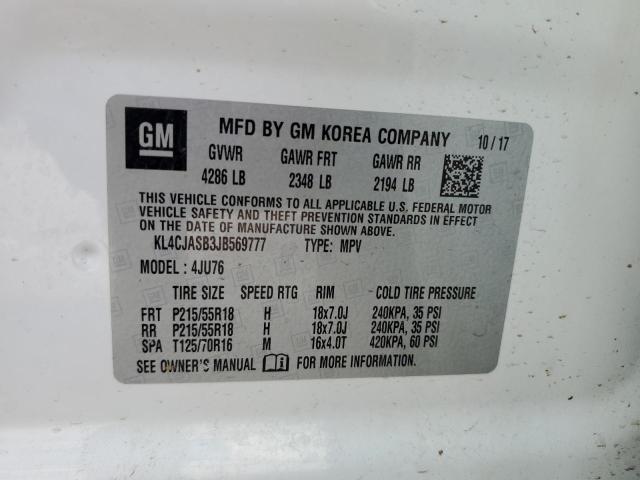 GM MFD BY GM KOREA COMPANY 10 / 17
GVWR GAWR FRT GAWR RR
4286 LB 2348 LB 2194 LB
THIS VEHICLE CONFORMS TO ALL APPLICABLE U.S. FEDERAL MOTOR
VEHICLE SAFETY AND THEFT PREVENTION STANDARDS IN EFFECT
ON THE DATE OF MANUFACTURE SHOWN ABOVE.
KL4CJASB3JB569777 TYPE: MPV
MODEL : 4JU76
TIRE SIZE SPEED RTG RIM COLD TIRE PRESSURE
FRT P215/55R18 H 18x7.0J 240KPA, 35 PSI
RR P215/55R18 H 18x7.0J 240KPA, 35 PSI
SPA T125/70R16 M 16x4.0T 420KPA, 60 PSI
SEE OWNER'S MANUAL FOR MORE INFORMATION.